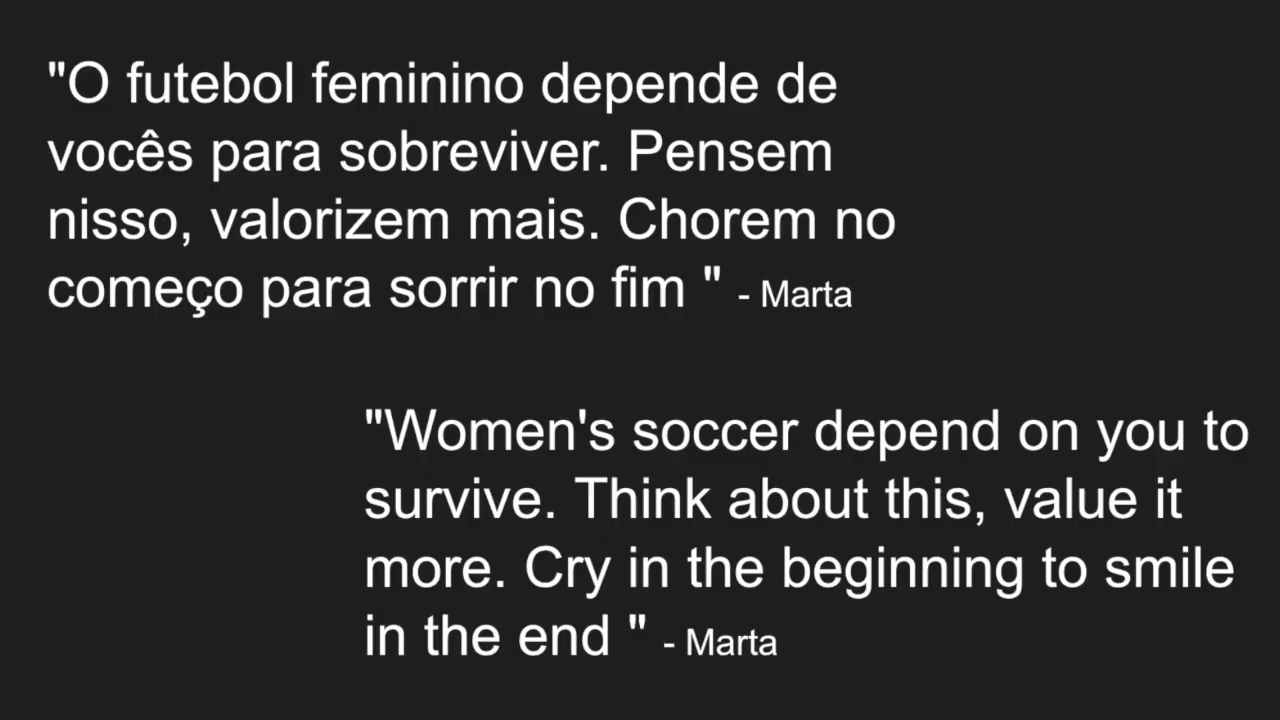 "O futebol feminino depende de
vocês para sobreviver. Pensem
nisso, valorizem mais. Chorem no
começo para sorrir no fim " - Marta
"Women's soccer depend on you to
survive. Think about this, value it
more. Cry in the beginning to smile
in the end " - Marta